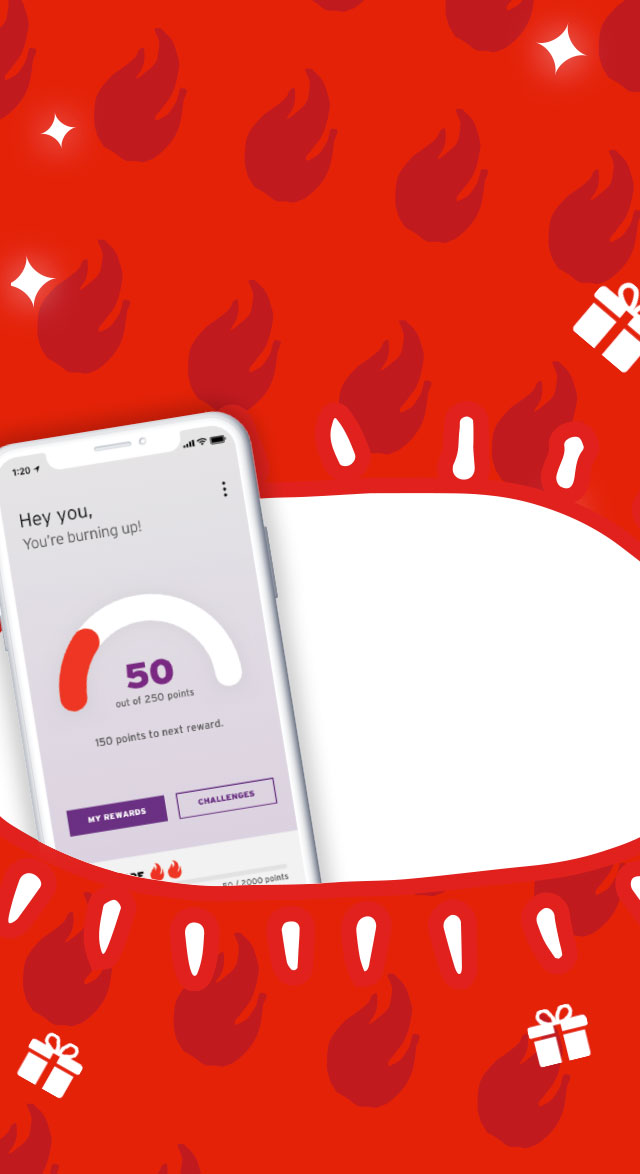 1:20
Hey you,
You're burning up!
50
out of 250 points
150 points to next reward.
MY REWARDS
CHALLENGES
50 / 2000 points